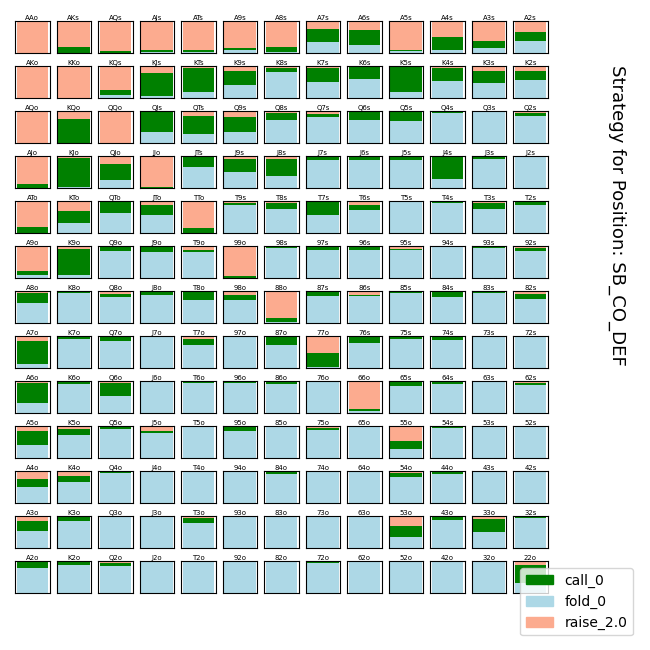 AAo AKs AQs AJs ATs A9s A8s A7s A6s A5s A4s A3s A2s
AKo KKo KQs KJs KTs K9s K8s K7s K6s K5s K4s K3s K2s
AQo KQo QQo QJs QTs Q9s Q8s Q7s Q6s Q5s Q4s Q3s Q2s
AJo KJo QJo JJo JTs J9s J8s J7s J6s J5s J4s J3s J2s
ATo KTo QTo JTo TTo T9s T8s T7s T6s T5s T4s T3s T2s
A9o K9o Q9o J9o T9o 99o 98s 97s 96s 95s 94s 93s 92s
A8o K8o Q8o J8o T8o 98o 88o 87s 86s 85s 84s 83s 82s
A7o K7o Q7o J7o T7o 97o 87o 77o 76s 75s 74s 73s 72s
A6o K6o Q6o J6o T6o 96o 86o 76o 66o 65s 64s 63s 62s
A5o K5o Q5o J5o T5o 95o 85o 75o 65o 55o 54s 53s 52s
A4o K4o Q4o J4o T4o 94o 84o 74o 64o 54o 44o 43s 42s
A3o K3o Q3o J3o T3o 93o 83o 73o 63o 53o 43o 33o 32s
A2o K2o Q2o J2o T2o 92o 82o 72o 62o 52o 42o 32o 22o
Strategy for Position: SB_CO_DEF
call_0
fold_0
raise_2.0